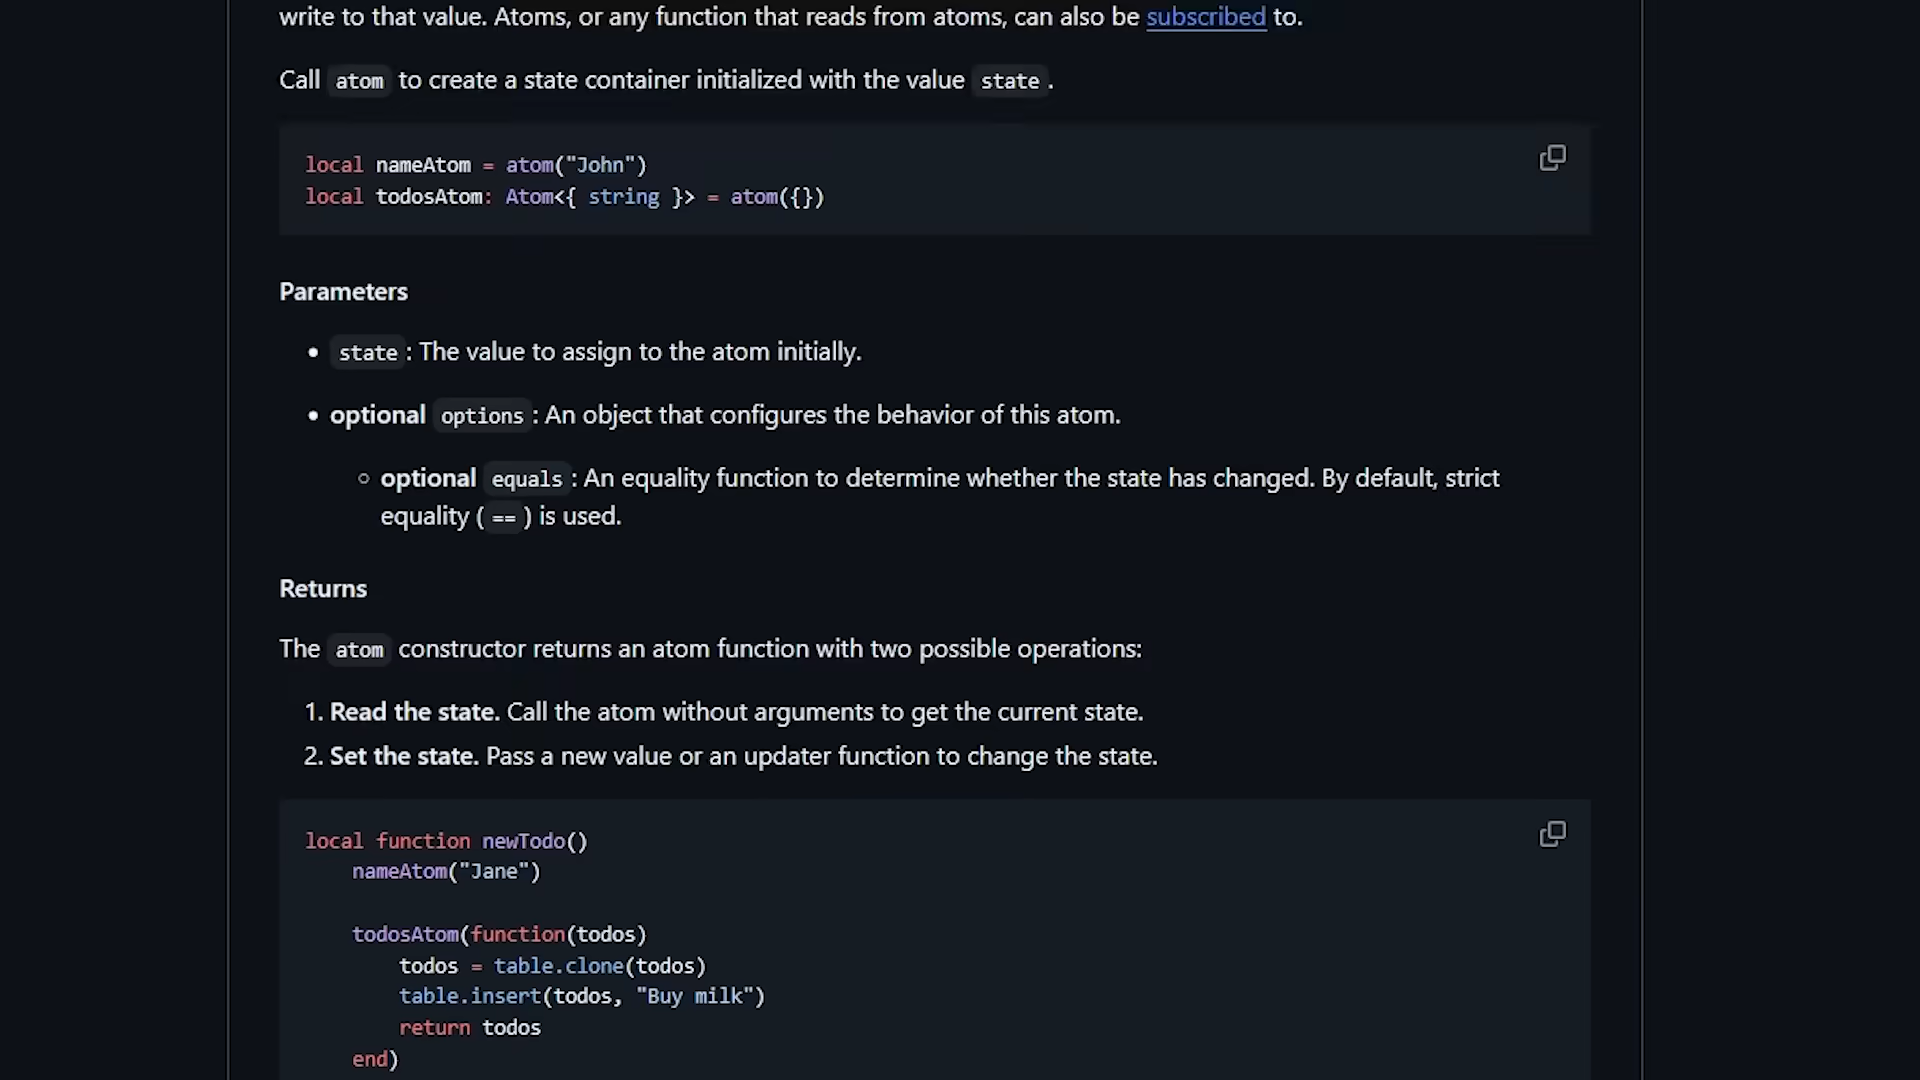 write to that value. Atoms, or any function that reads from atoms, can also be subscribed to.
Call atom to create a state container initialized with the value state.
local nameAtom = atom("John")
local todosAtom: Atom<{ string }> = atom({})
Parameters
• state: The value to assign to the atom initially.
• optional options: An object that configures the behavior of this atom.
○ optional equals: An equality function to determine whether the state has changed. By default, strict
equality ( == ) is used.
Returns
The atom constructor returns an atom function with two possible operations:
1. Read the state. Call the atom without arguments to get the current state.
2. Set the state. Pass a new value or an updater function to change the state.
local function newTodo()
    nameAtom("Jane")
    todosAtom(function(todos)
        todos = table.clone(todos)
        table.insert(todos, "Buy milk")
        return todos
    end)